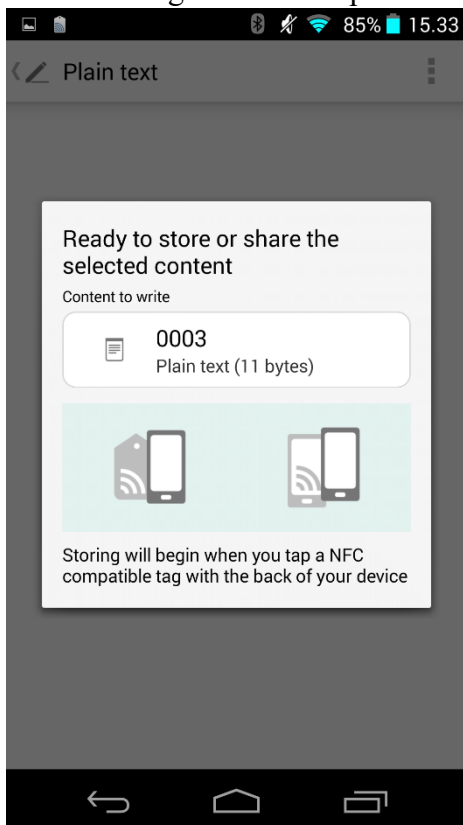 85% 15.33
Plain text
Ready to store or share the
selected content
Content to write
0003
Plain text (11 bytes)
Storing will begin when you tap a NFC
compatible tag with the back of your device